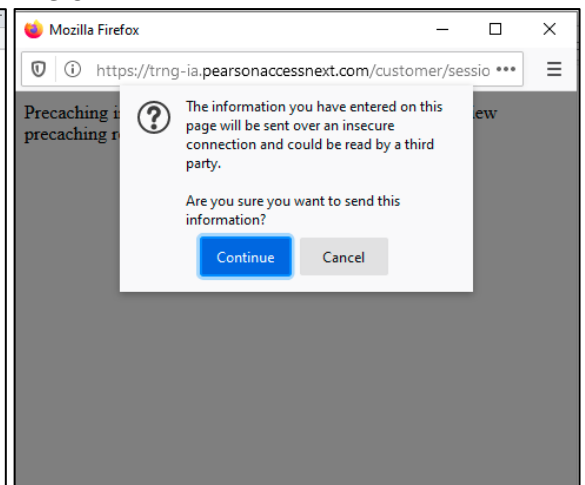 Mozilla Firefox
https://trng-ia.pearsonaccessnext.com/customer/sessio
Precaching i
ew
precaching r
The information you have entered on this
page will be sent over an insecure
connection and could be read by a third
party.
Are you sure you want to send this
information?
Continue
Cancel